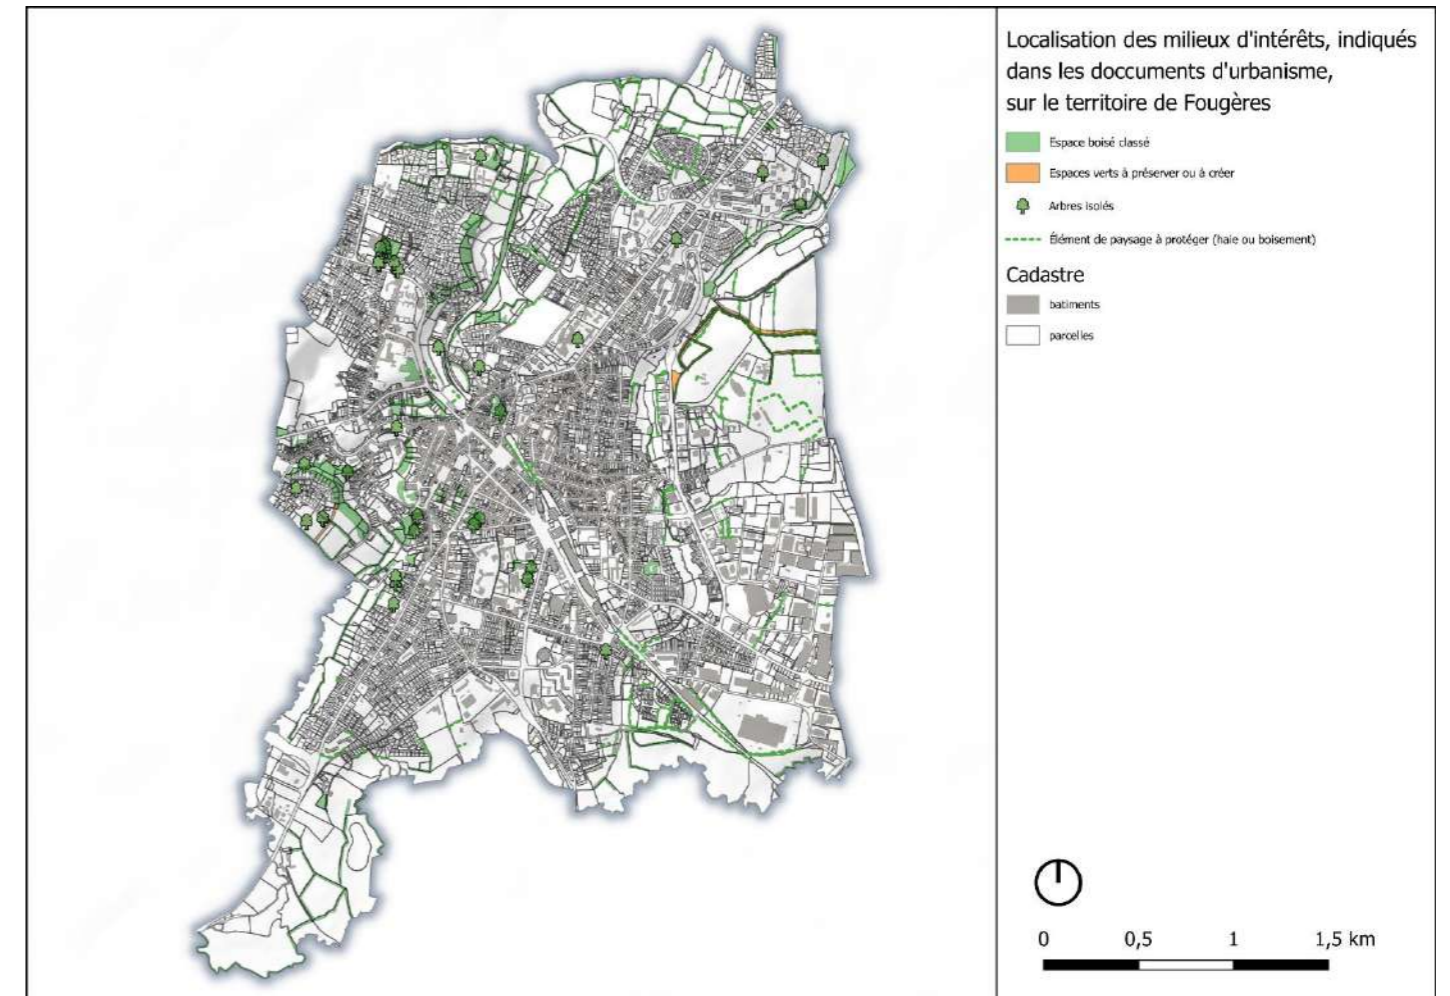 Localisation des milieux d'intérêts, indiqués
dans les doccuments d'urbanisme,
sur le territoire de Fougères
Espace boisé classé
Espaces verts à préserver ou à créer
Arbres isolés
Élément de paysage à protéger (haie ou boisement)
Cadastre
batiments
parcelles
0 0,5 1 1,5 km